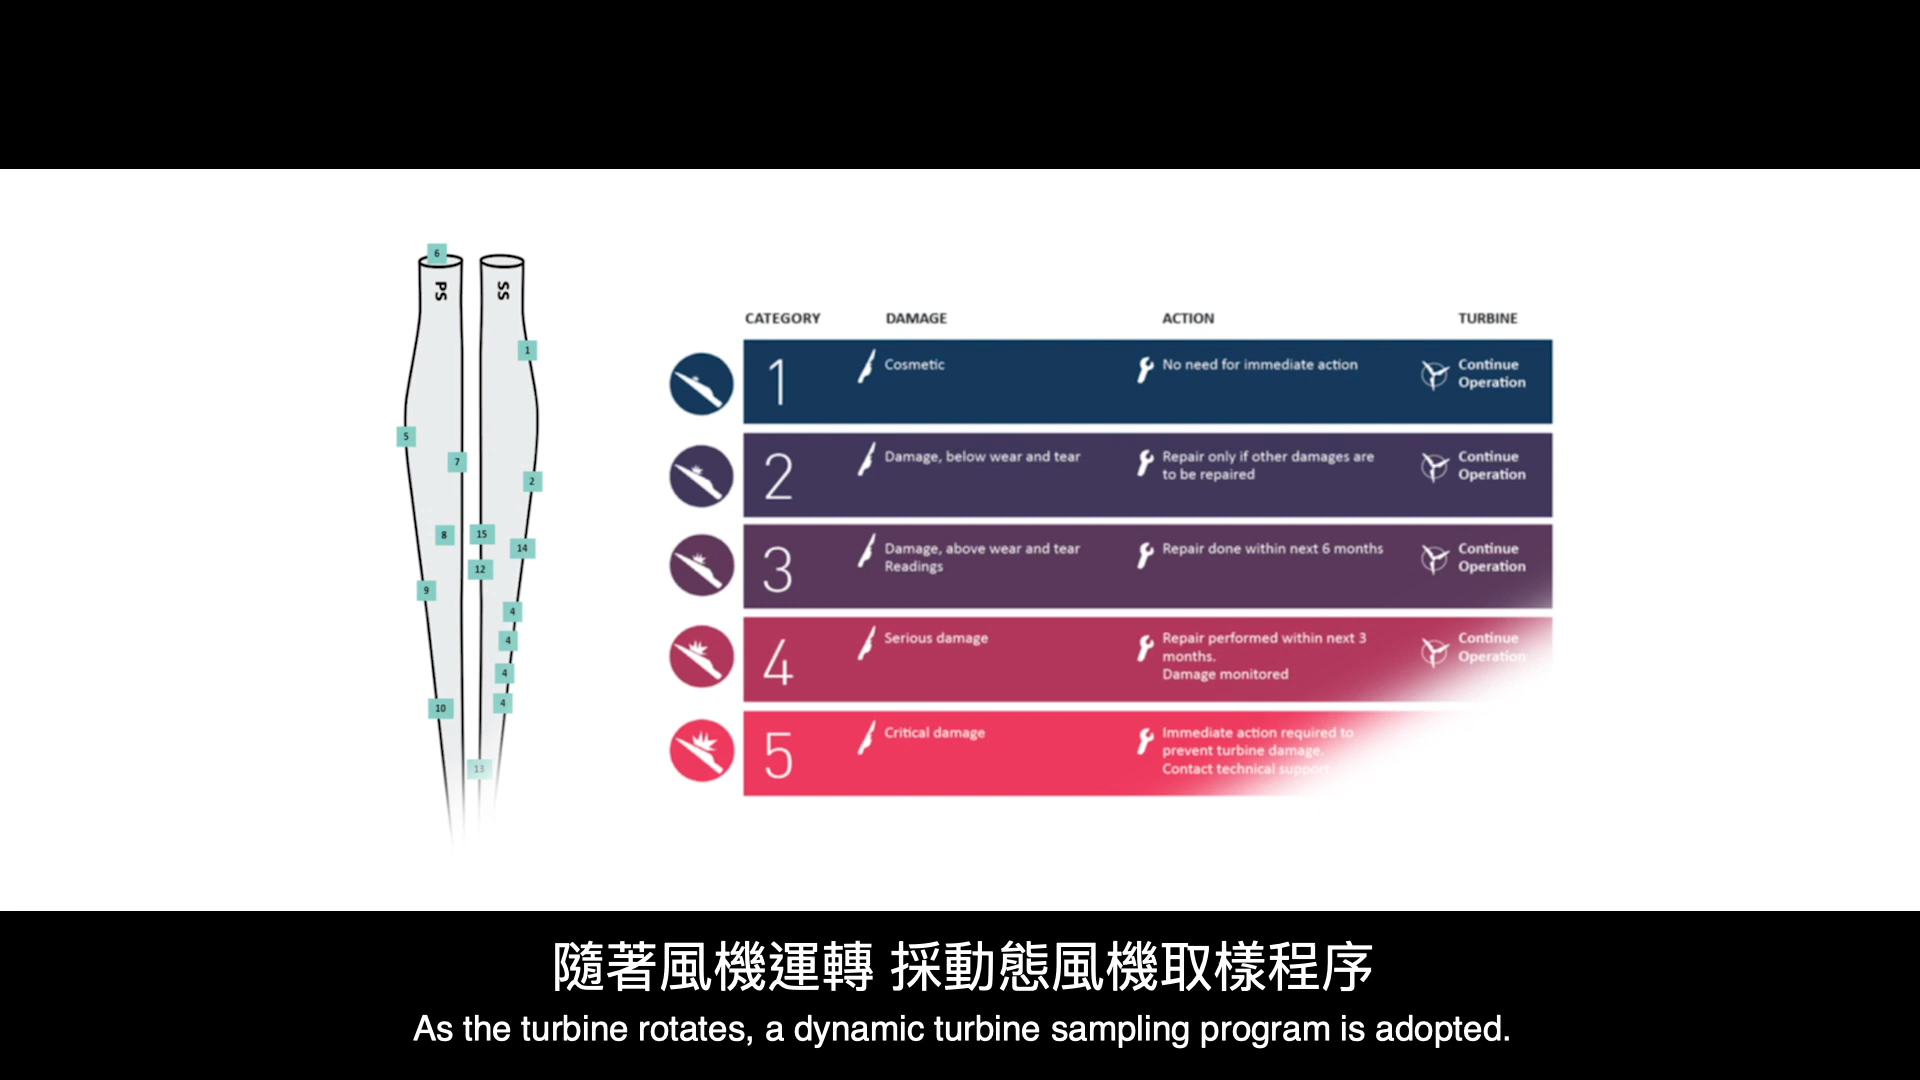 6
PS
SS
1
5
7
2
8
15
14
12
9
4
4
4
4
10
13
CATEGORY DAMAGE ACTION TURBINE
1 Cosmetic No need for immediate action Continue
Operation
2 Damage, below wear and tear Repair only if other damages are
to be repaired
Continue
Operation
3 Damage, above wear and tear
Readings
Repair done within next 6 months
Continue
Operation
4 Serious damage Repair performed within next 3
months.
Damage monitored
Continue
Operation
5 Critical damage Immediate action required to
prevent turbine damage.
Contact technical support
隨著風機運轉 採動態風機取樣程序
As the turbine rotates, a dynamic turbine sampling program is adopted.